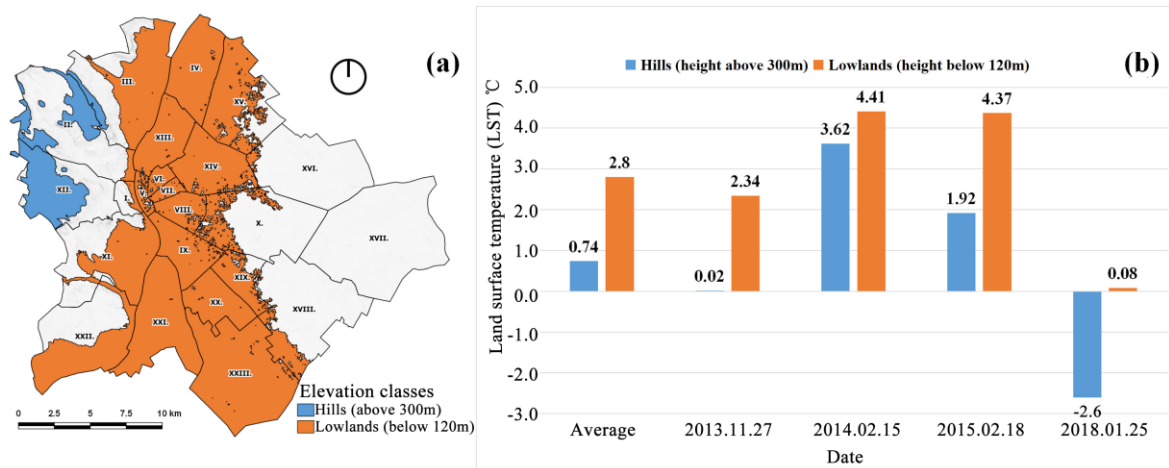 (a)
III.
IV.
XV.
II.
XIII.
XIV.
XVI.
XII.
I.
V.
VI.
VII.
VIII.
X.
XVII.
XI.
IX.
XIX.
XX.
XVIII.
XXII.
XXI.
XXIII.
Elevation classes
Hills (above 300m)
Lowlands (below 120m)
0.0 2.5 5 7.5 10 km
(b)
Hills (height above 300m) Lowlands (height below 120m)
Land surface temperature (LST) ℃
5.0
4.0
3.0
2.0
1.0
0.0
-1.0
-2.0
-3.0
0.74 2.8
0.02 2.34
3.62 4.41
1.92 4.37
-2.6 0.08
Average 2013.11.27 2014.02.15 2015.02.18 2018.01.25
Date